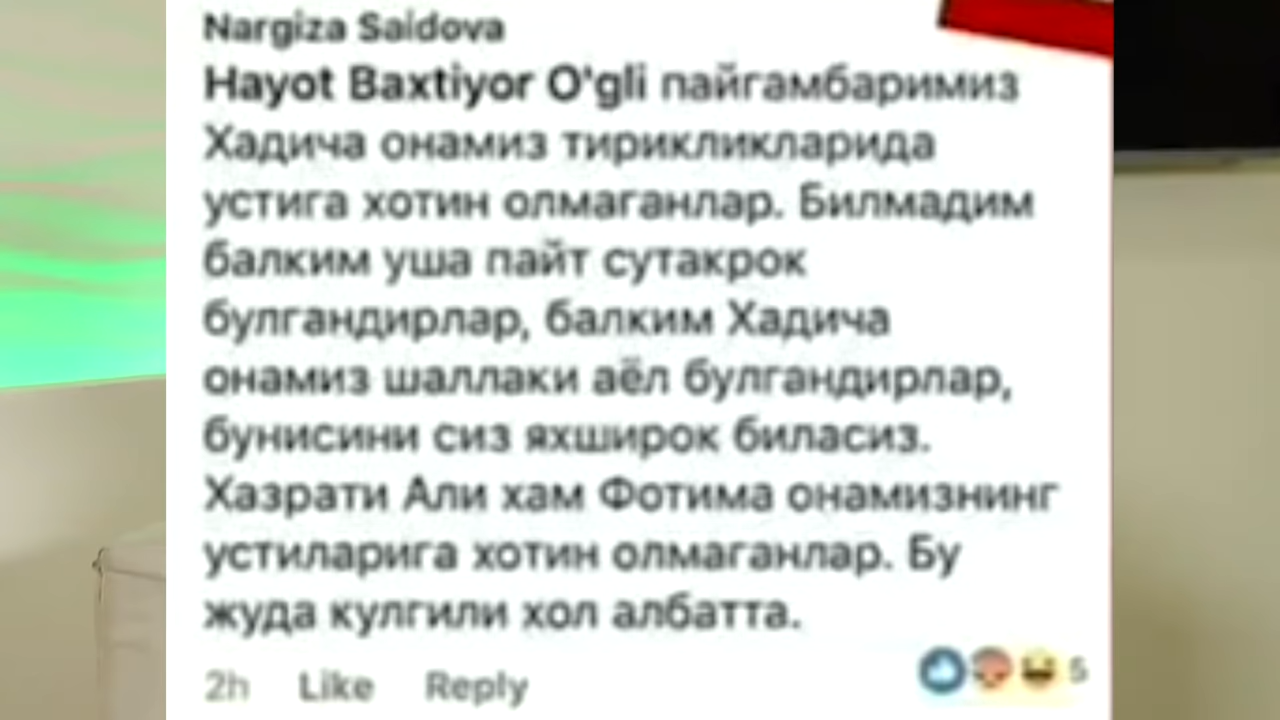 Nargiza Saidova
Hayot Baxtiyor O'gli пайгамбаримиз
Хадича онамиз тирикликларида
устига хотин олмаганлар. Билмадим
балким уша пайт сутакрок
булгандирлар, балким Хадича
онамиз шаллаки аёл булгандирлар,
бунисини сиз яхширок биласиз.
Хазрати Али хам Фотима онамизнинг
устиларига хотин олмаганлар. Бу
жуда кулгили хол албатта.
2h Like Reply 5